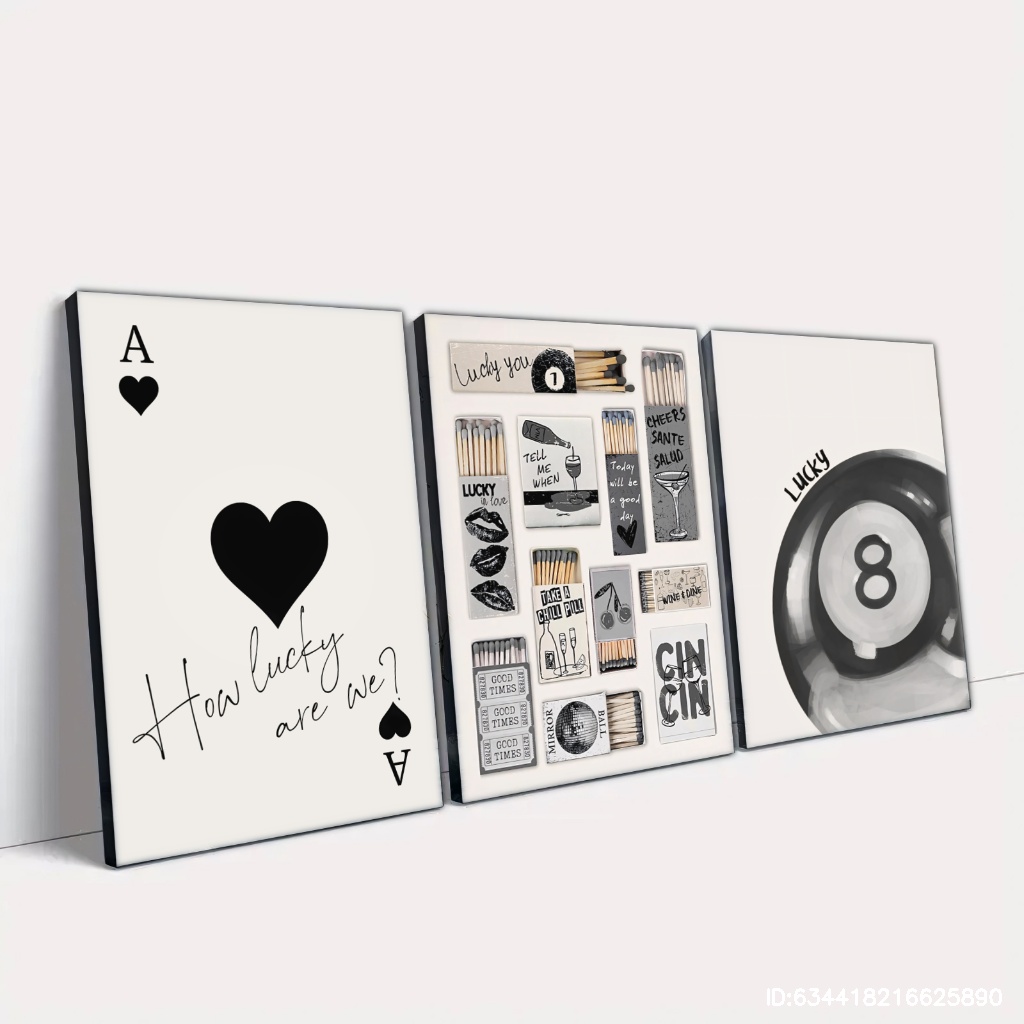 A
How lucky
are we?
A
Lucky you
1
CHEERS
SANTE
SALUD
LUCKY
in love
TELL
ME
WHEN
Today
will be
a good
day
TAKE A
CHILL PILL
WINE & DINE
CIN
CIN
GOOD
TIMES
GOOD
TIMES
GOOD
TIMES
MIRROR
BALL
LUCKY
8
ID:634418216625890